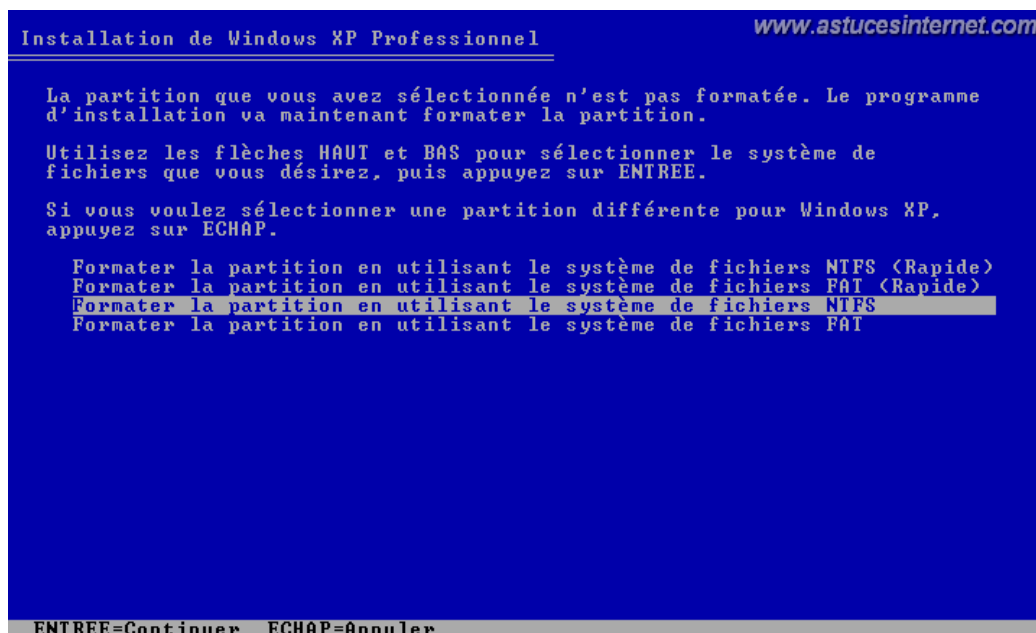 www.astucesinternet.com
Installation de Windows XP Professionnel
La partition que vous avez sélectionnée n'est pas formatée. Le programme
d'installation va maintenant formater la partition.
Utilisez les flèches HAUT et BAS pour sélectionner le système de
fichiers que vous désirez, puis appuyez sur ENTREE.
Si vous voulez sélectionner une partition différente pour Windows XP,
appuyez sur ECHAP.
Formater la partition en utilisant le système de fichiers NTFS (Rapide)
Formater la partition en utilisant le système de fichiers FAT (Rapide)
Formater la partition en utilisant le système de fichiers NTFS
Formater la partition en utilisant le système de fichiers FAT
ENTREE=Continuer ECHAP=Annuler